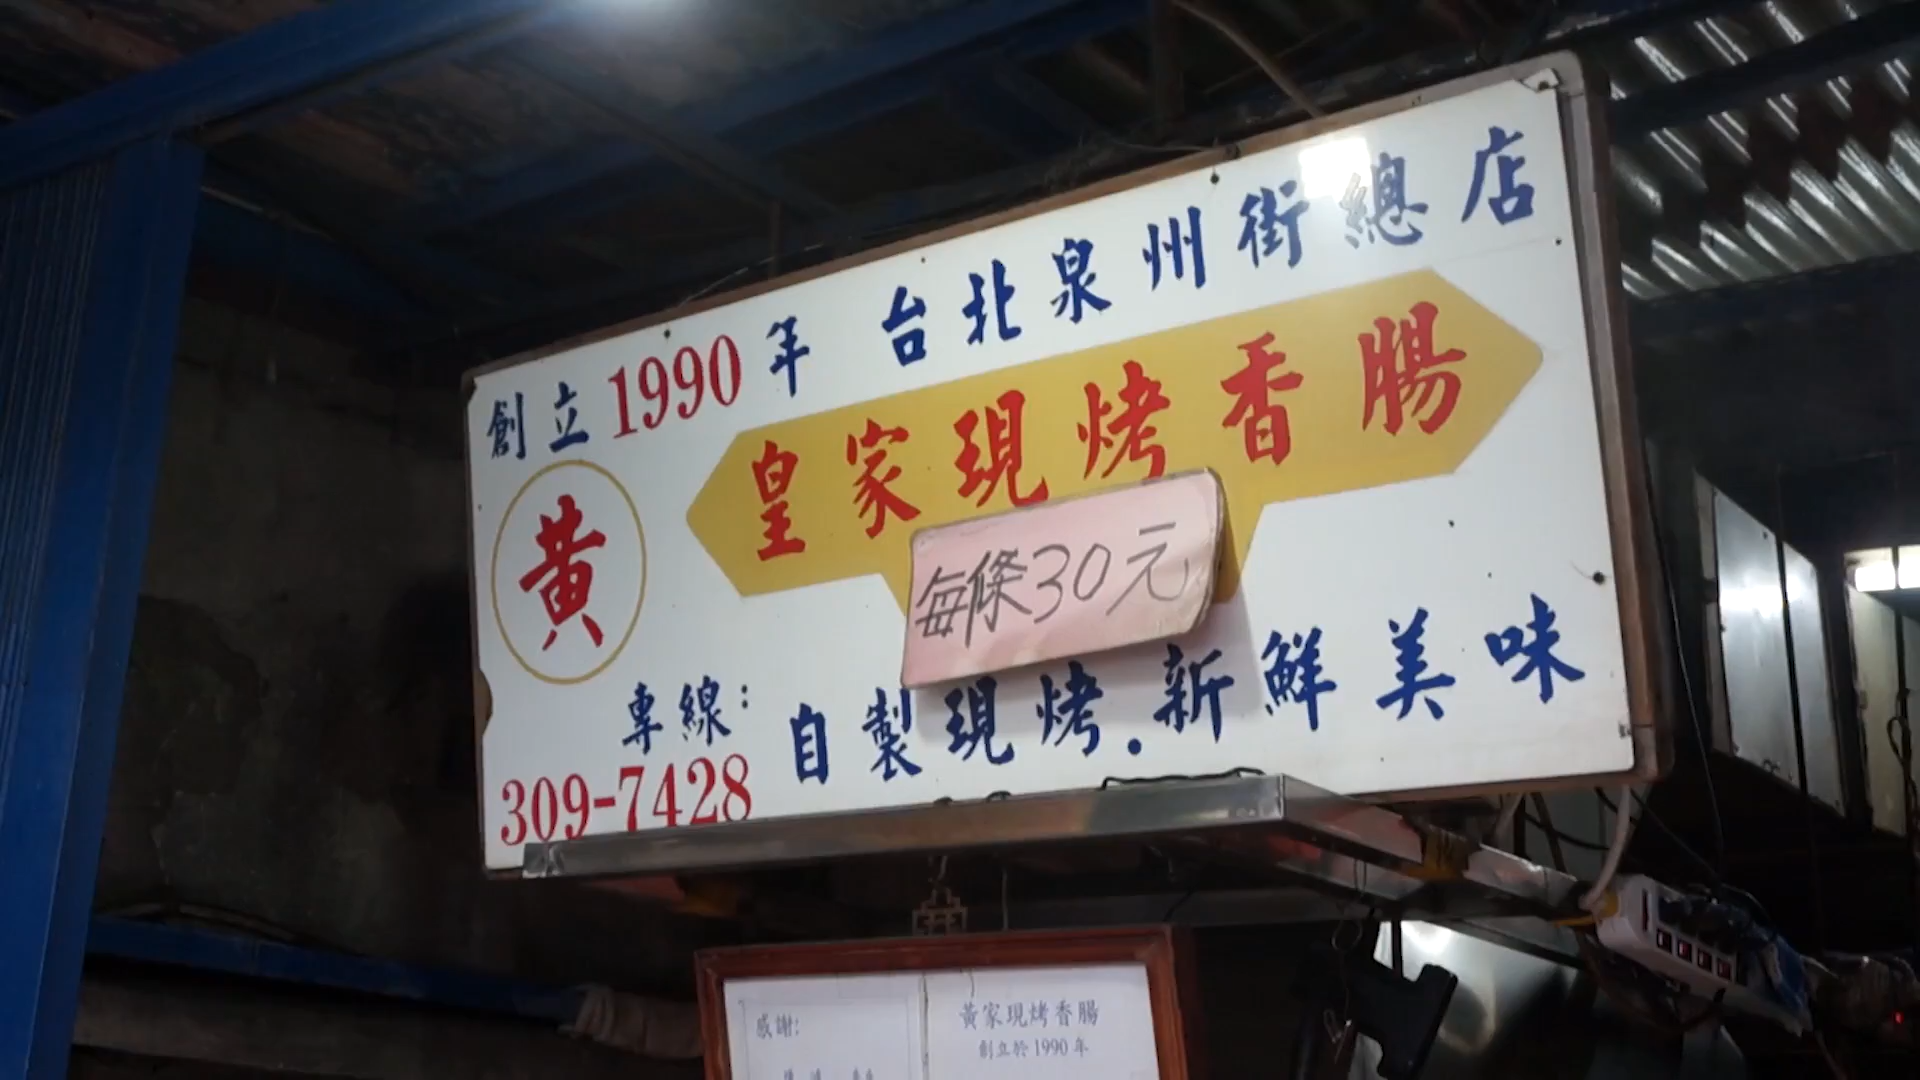 創立1990年 台北泉州街總店
黃
皇家現烤香腸
每條30元
專線:
309-7428
自製現烤.新鮮美味
感謝:
黃家現烤香腸
創立於1990年